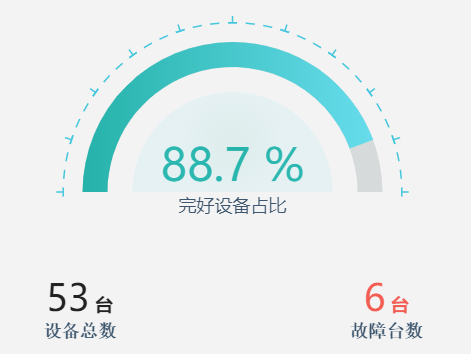 88.7 %
完好设备占比
53 台
6 台
设备总数
故障台数